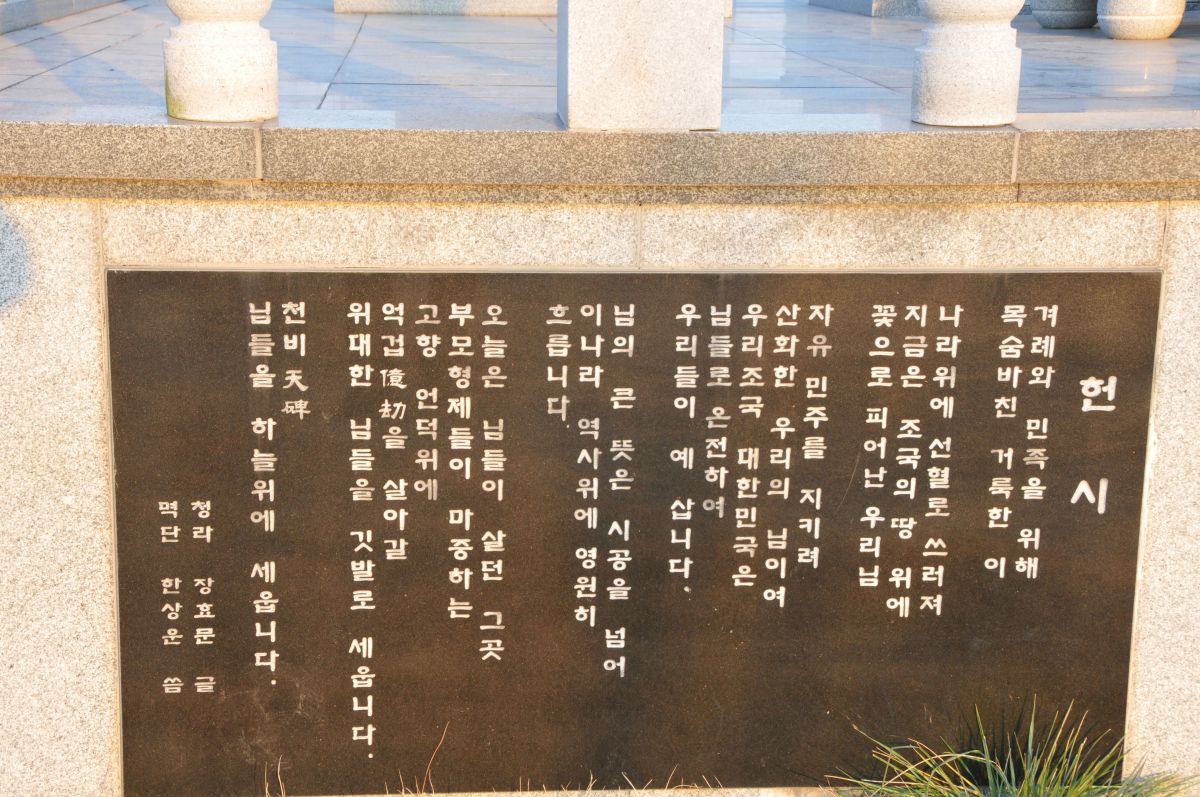 헌 시
겨레와 민족을 위해
목숨바친 거룩한 이
나라위에 선혈로 쓰러져
지금은 조국의 땅 위에
꽃으로 피어난 우리님
자유 민주를 지키려
산화한 우리의 님이여
우리조국 대한민국은
님들로 온전하여
우리들이 예 삽니다.
님의 큰 뜻은 시공을 넘어
이나라 역사위에 영원히
흐릅니다.
오늘은 님들이 살던 그곳
부모형제들이 마중하는
고향 언덕위에
억겁億劫을 살아갈
위대한 님들을 깃발로 세웁니다.
천비天碑
님들을 하늘위에 세웁니다.
청라 장효문 글
멱단 한상운 씀